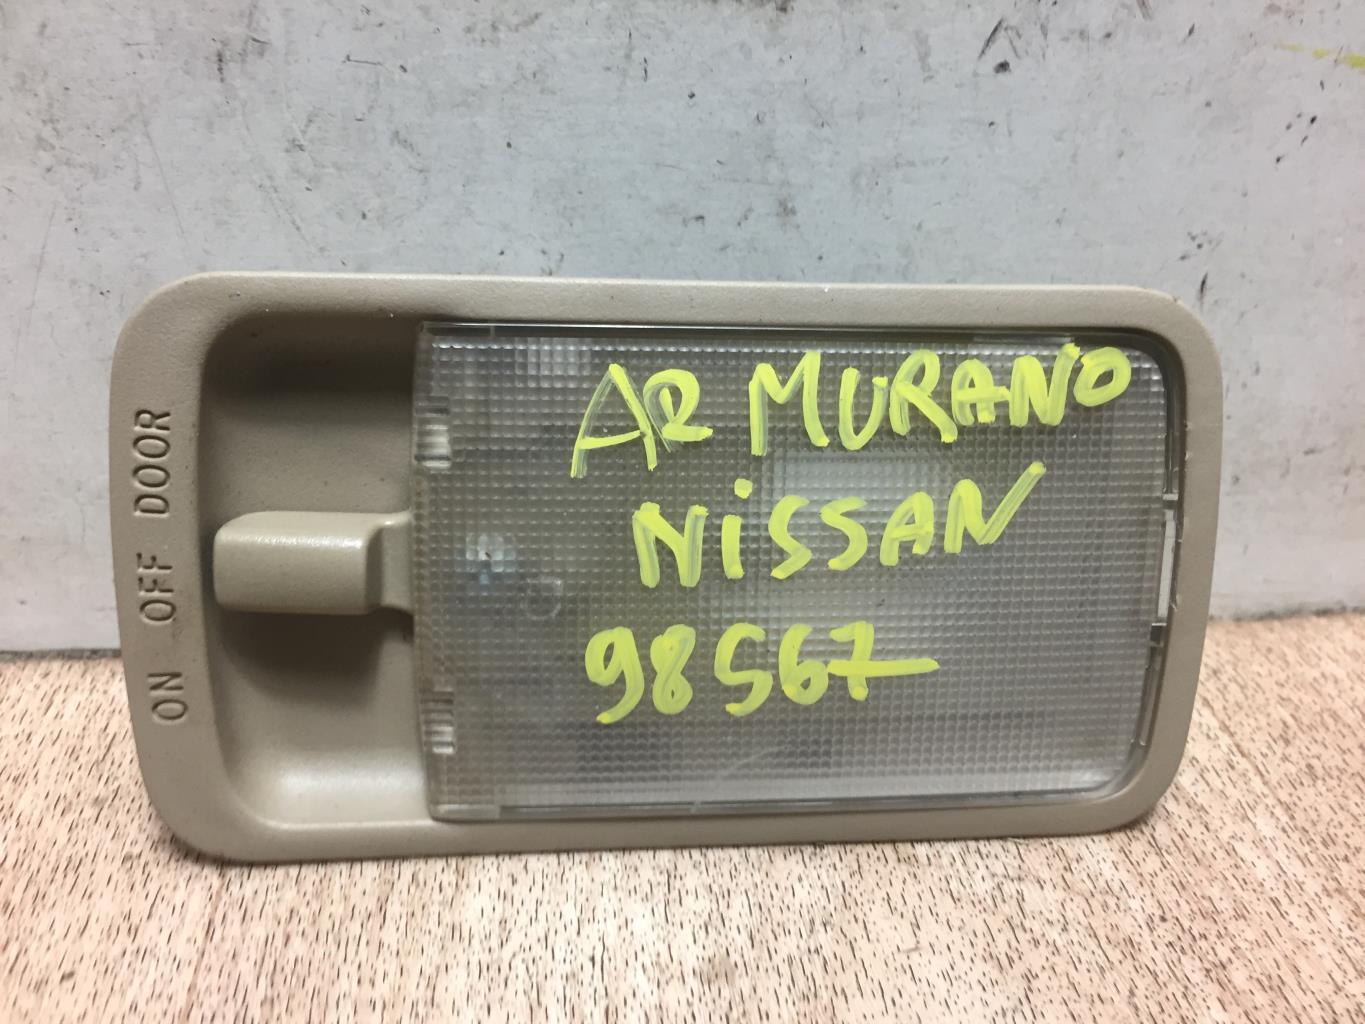 AR MURANO
NISSAN
98567
ON OFF DOOR